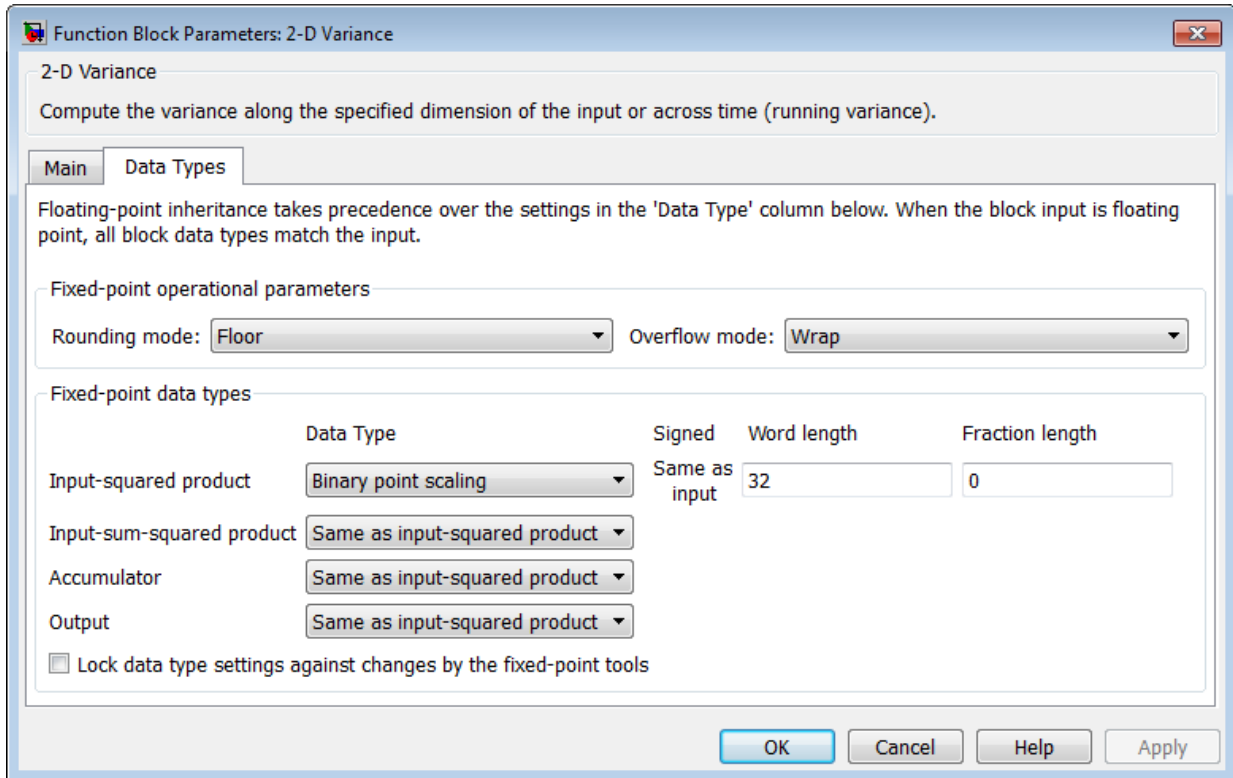 Function Block Parameters: 2-D Variance
2-D Variance
Compute the variance along the specified dimension of the input or across time (running variance).
Main Data Types
Floating-point inheritance takes precedence over the settings in the 'Data Type' column below. When the block input is floating
point, all block data types match the input.
Fixed-point operational parameters
Rounding mode: Floor Overflow mode: Wrap
Fixed-point data types
Data Type Signed Word length Fraction length
Input-squared product Binary point scaling Same as input 32 0
Input-sum-squared product Same as input-squared product
Accumulator Same as input-squared product
Output Same as input-squared product
Lock data type settings against changes by the fixed-point tools
OK Cancel Help Apply